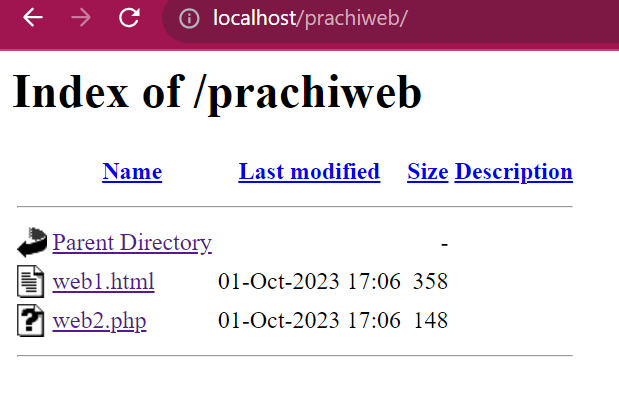 localhost/prachiweb/
Index of /prachiweb
Name Last modified Size Description
Parent Directory -
web1.html 01-Oct-2023 17:06 358
web2.php 01-Oct-2023 17:06 148